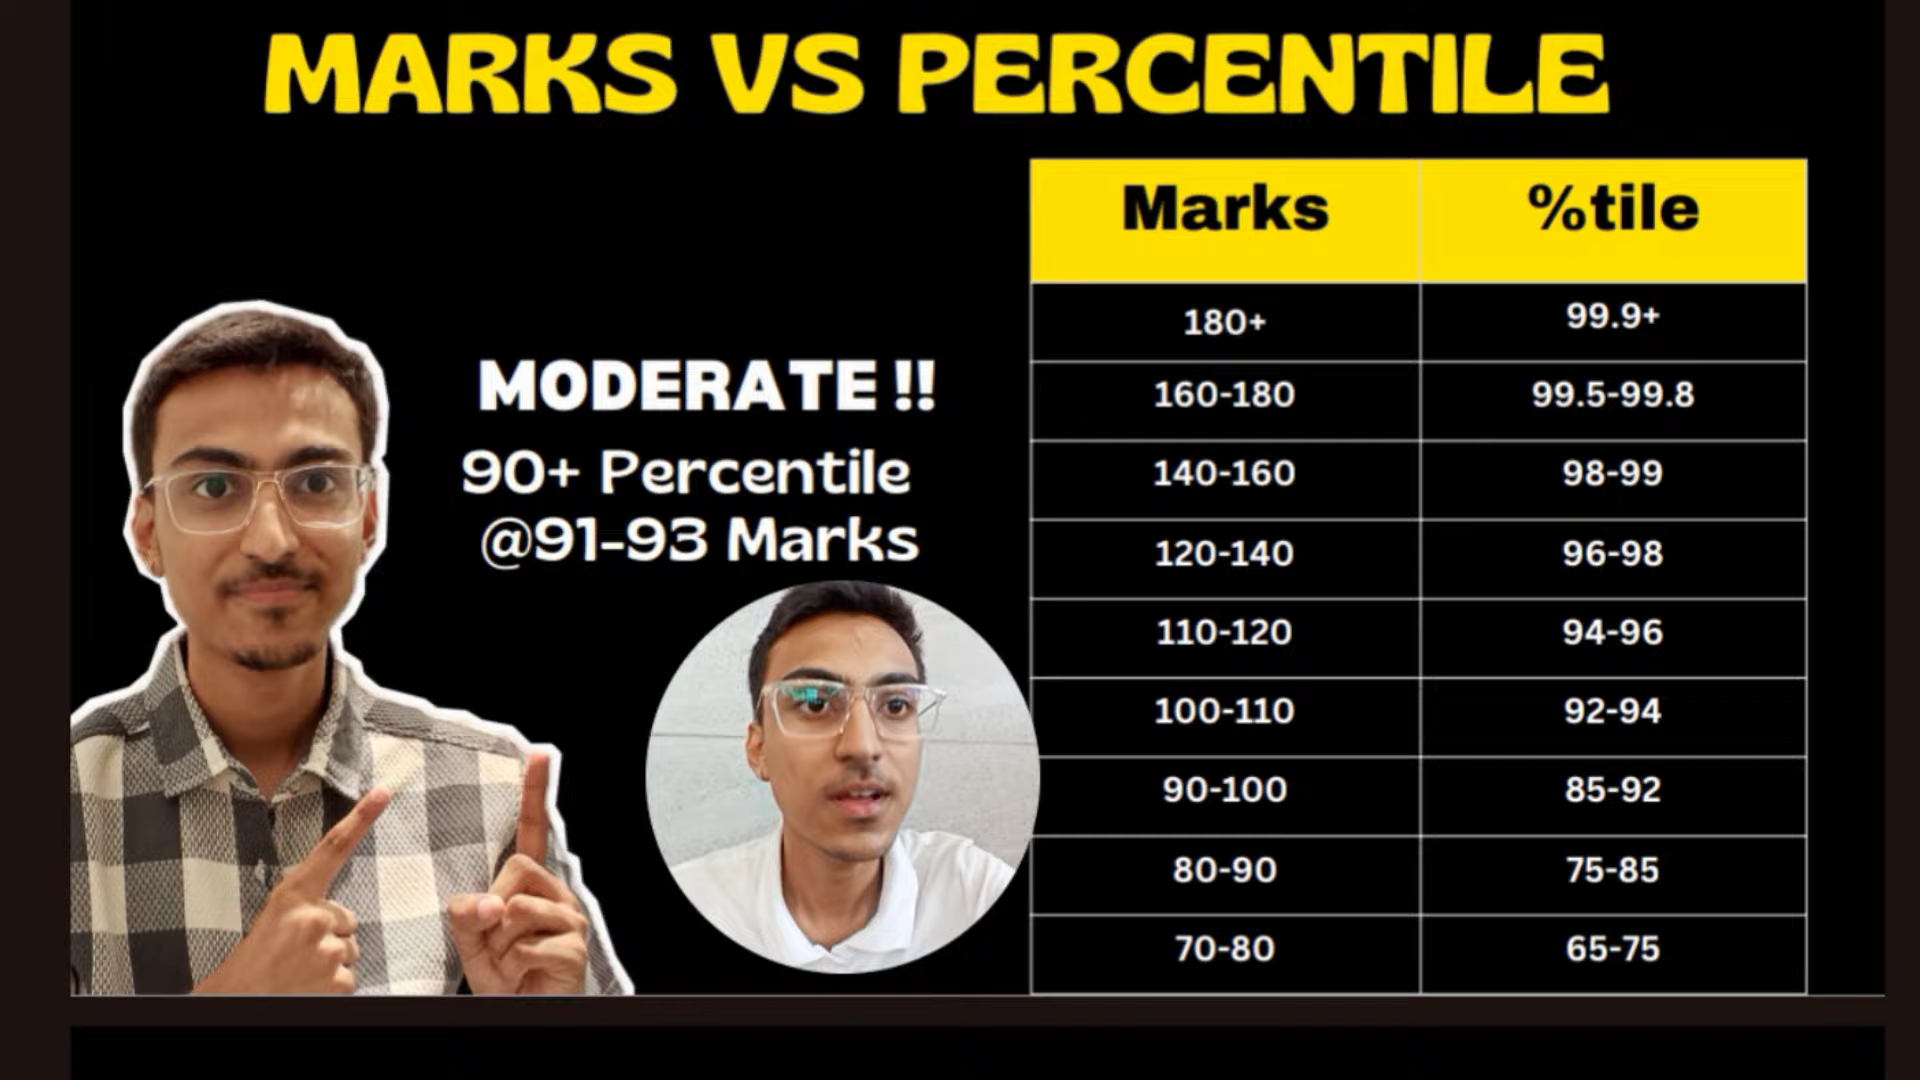 MARKS VS PERCENTILE
MODERATE !!
90+ Percentile
@91-93 Marks
Marks %tile
180+ 99.9+
160-180 99.5-99.8
140-160 98-99
120-140 96-98
110-120 94-96
100-110 92-94
90-100 85-92
80-90 75-85
70-80 65-75